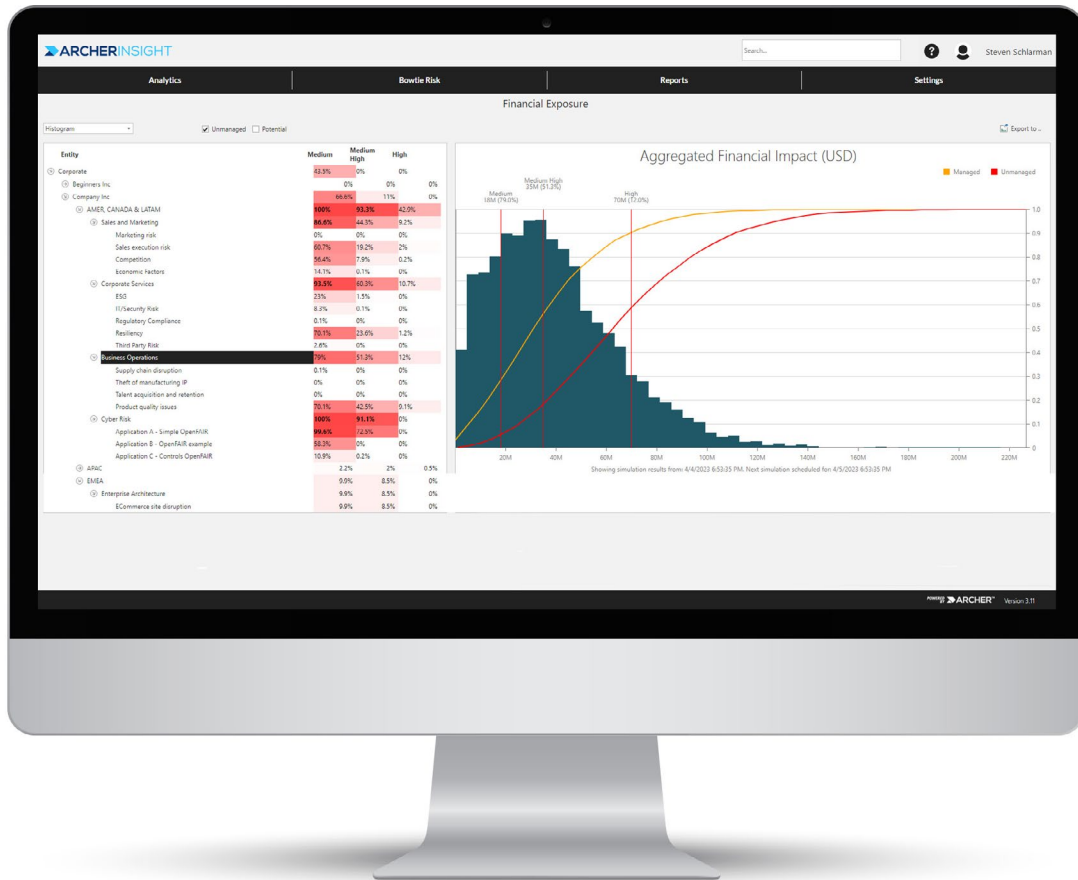 ARCHER INSIGHT
Search...
?
Steven Schlarman
Analytics
Bowtie Risk
Reports
Settings
Financial Exposure
Histogram
Unmanaged
Potential
Export to ..
Entity Medium Medium High High
Corporate 43.5% 0% 0%
Beginners Inc 0% 0% 0%
Company Inc 66.6% 11% 0%
AMER, CANADA & LATAM 100% 93.3% 42.9%
Sales and Marketing 86.6% 44.3% 9.2%
Marketing risk 0% 0% 0%
Sales execution risk 60.7% 19.2% 2%
Competition 56.4% 7.9% 0.2%
Economic Factors 14.1% 0.1% 0%
Corporate Services 93.5% 60.3% 10.7%
ESG 23% 1.5% 0%
IT/Security Risk 8.3% 0.1% 0%
Regulatory Compliance 0.1% 0% 0%
Resiliency 70.1% 23.6% 1.2%
Third Party Risk 2.6% 0% 0%
Business Operations 79% 51.3% 12%
Supply chain disruption 0.1% 0% 0%
Theft of manufacturing IP 0% 0% 0%
Talent acquisition and retention 0% 0% 0%
Product quality issues 70.1% 42.5% 9.1%
Cyber Risk 100% 91.1% 0%
Application A - Simple OpenFAIR 99.6% 72.5% 0%
Application B - OpenFAIR example 58.3% 0% 0%
Application C - Controls OpenFAIR 10.9% 0.2% 0%
APAC 2.2% 2% 0.5%
EMEA 9.9% 8.5% 0%
Enterprise Architecture 9.9% 8.5% 0%
ECommerce site disruption 9.9% 8.5% 0%
Aggregated Financial Impact (USD)
Managed
Unmanaged
Medium
18M (79.0%)
Medium High
35M (51.3%)
High
70M (12.0%)
1.0
0.9
0.8
0.7
0.6
0.5
0.4
0.3
0.2
0.1
0
20M 40M 60M 80M 100M 120M 140M 160M 180M 200M 220M
Showing simulation results from: 4/4/2023 6:53:35 PM. Next simulation scheduled for: 4/5/2023 6:53:35 PM
POWERED BY ARCHER™ Version 3.11